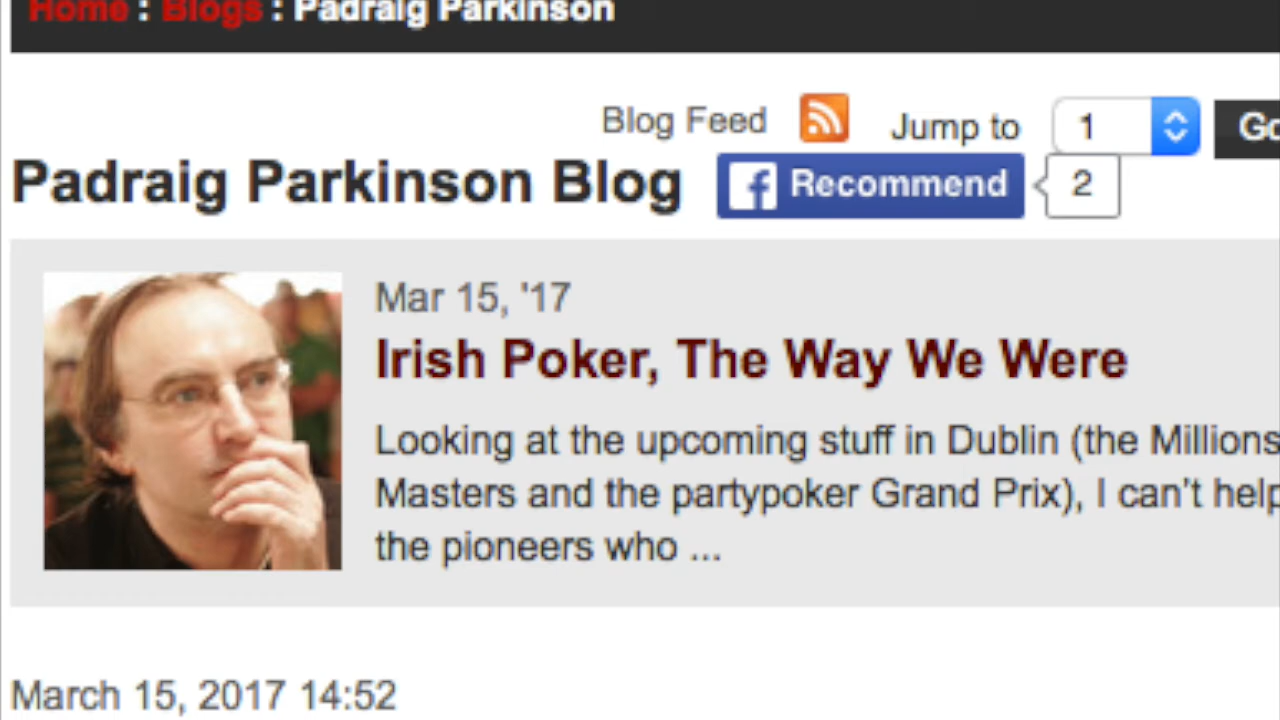 Home : Blogs : Padraig Parkinson
Blog Feed Jump to 1
Padraig Parkinson Blog Recommend 2
Mar 15, '17
Irish Poker, The Way We Were
Looking at the upcoming stuff in Dublin (the Millions
Masters and the partypoker Grand Prix), I can't help
the pioneers who ...
March 15, 2017 14:52